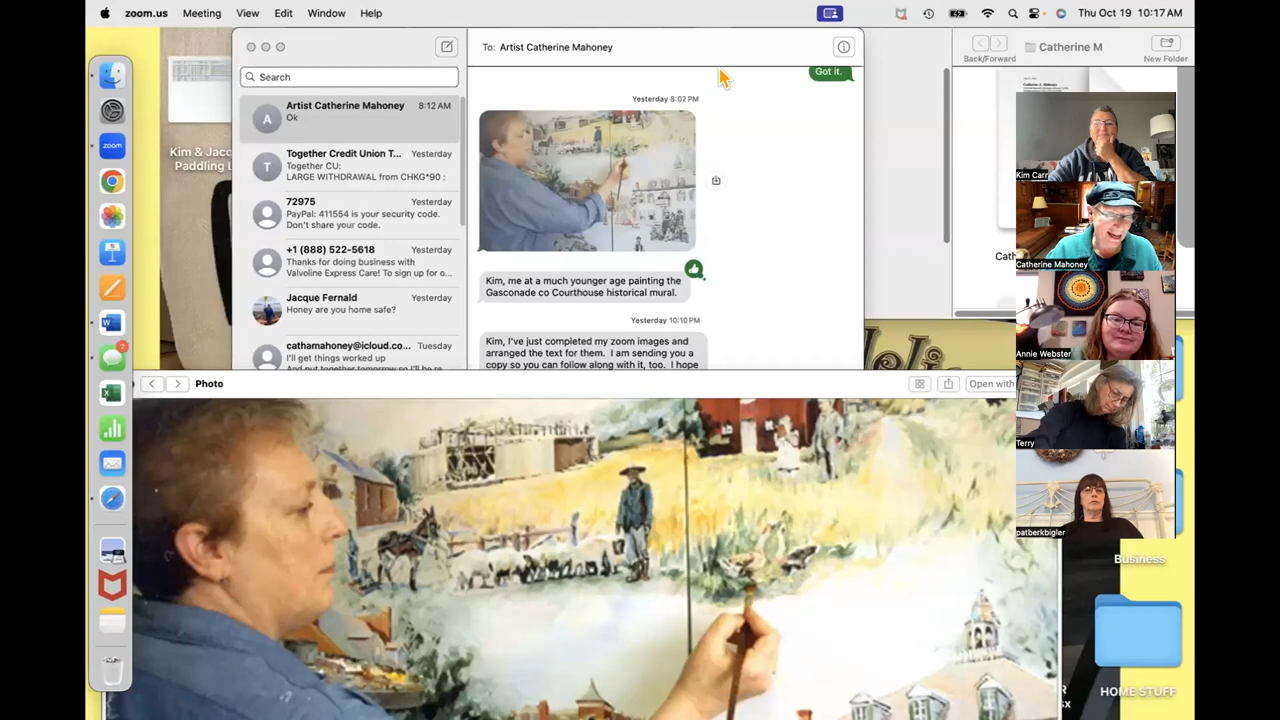 zoom.us Meeting View Edit Window Help
Thu Oct 19 10:17 AM
Search
Artist Catherine Mahoney 8:12 AM
Ok
Together Credit Union T... Yesterday
Together CU:
LARGE WITHDRAWAL from CHKG*90 :
72975 Yesterday
PayPal: 411554 is your security code.
Don't share your code.
+1 (888) 522-5618 Yesterday
Thanks for doing business with
Valvoline Express Care! To sign up for o...
Jacque Fernald Yesterday
Honey are you home safe?
cathamahoney@icloud.co... Tuesday
I'll get things worked up
To: Artist Catherine Mahoney
Got it.
Yesterday 8:02 PM
Kim, me at a much younger age painting the
Gasconade co Courthouse historical mural.
Yesterday 10:10 PM
Kim, I've just completed my zoom images and
arranged the text for them. I am sending you a
copy so you can follow along with it, too. I hope
Back/Forward
Catherine M
New Folder
Kim & Jac
Paddling
zoom
2
Photo
Open with
Kim Carr
Catherine Mahoney
Annie Webster
Terry
patberkbigler
Business
HOME STUFF